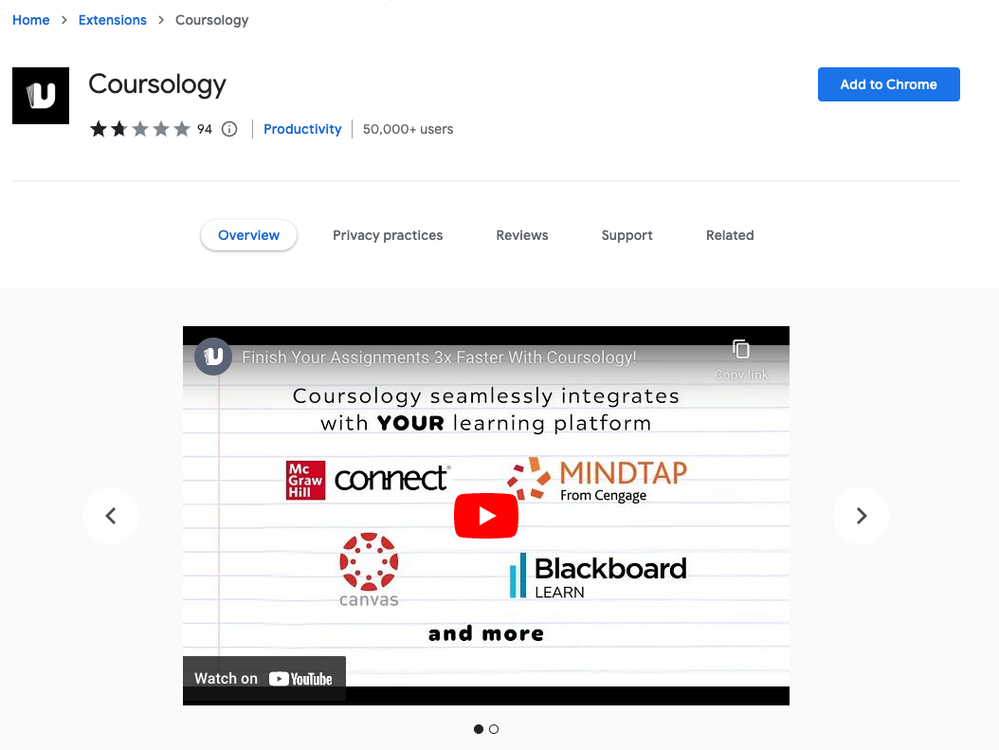 Home > Extensions > Coursology
Coursology
Add to Chrome
94 Productivity 50,000+ users
Overview Privacy practices Reviews Support Related
Finish Your Assignments 3x Faster With Coursology!
Copy link
Coursology seamlessly integrates
with YOUR learning platform
Mc
Graw
Hill
connect®
MINDTAP
From Cengage
canvas
Blackboard
LEARN
and more
Watch on YouTube